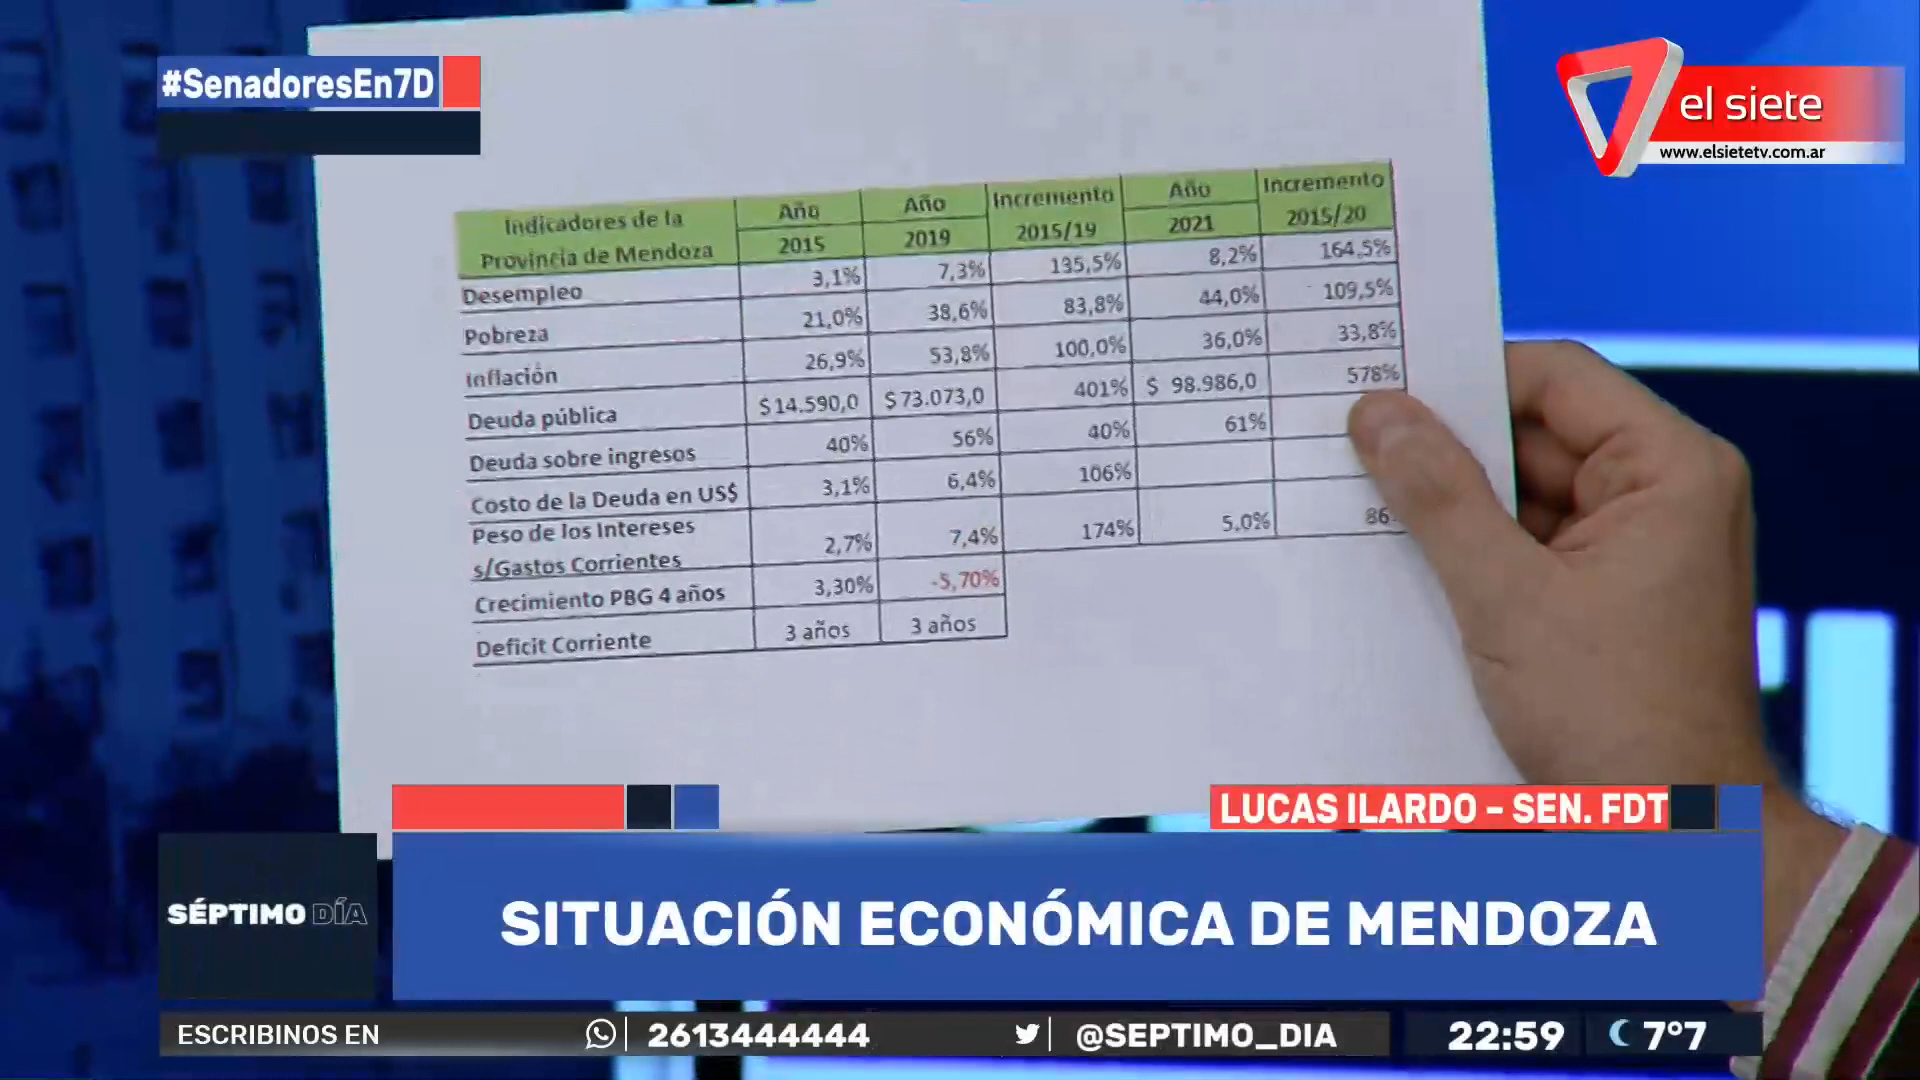 #SenadoresEn7D
el siete
www.elsietetv.com.ar
Indicadores de la Provincia de Mendoza | Año 2015 | Año 2019 | Incremento 2015/19 | Año 2021 | Incremento 2015/20
Desempleo 3,1% 7,3% 135,5% 8,2% 164,5%
Pobreza 21,0% 38,6% 83,8% 44,0% 109,5%
Inflación 26,9% 53,8% 100,0% 36,0% 33,8%
Deuda pública $14.590,0 $73.073,0 401% $ 98.986,0 578%
Deuda sobre ingresos 40% 56% 40% 61%
Costo de la Deuda en US$ 3,1% 6,4% 106%
Peso de los Intereses
s/Gastos Corrientes 2,7% 7,4% 174% 5,0% 86
Crecimiento PBG 4 años 3,30% -5,70%
Deficit Corriente 3 años 3 años
LUCAS ILARDO - SEN. FDT
SÉPTIMO DÍA
SITUACIÓN ECONÓMICA DE MENDOZA
ESCRIBINOS EN 2613444444 @SEPTIMO_DIA 22:59 7°7